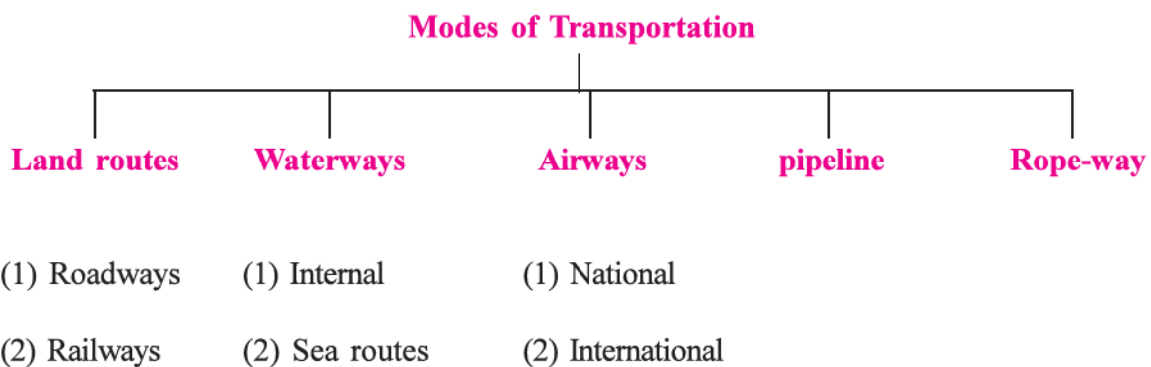 Modes of Transportation
Land routes Waterways Airways pipeline Rope-way
(1) Roadways (1) Internal (1) National
(2) Railways (2) Sea routes (2) International